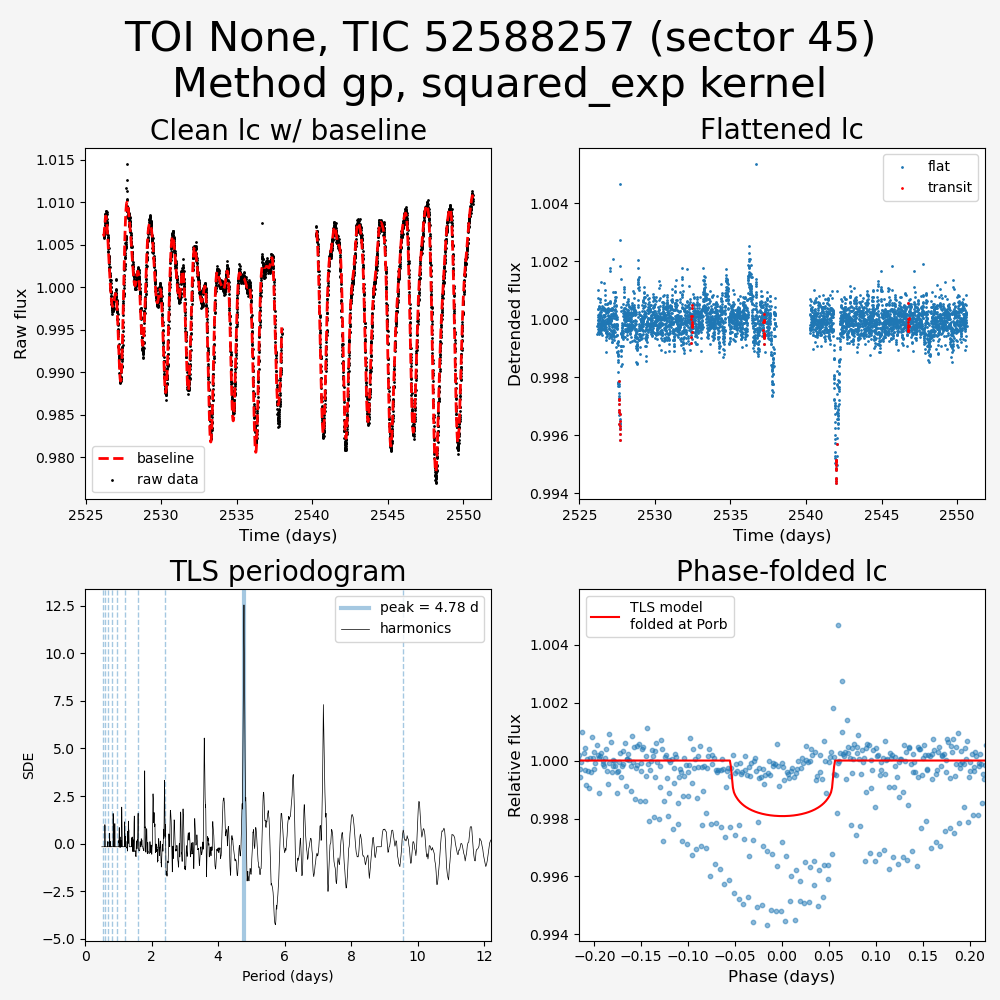 TOI None, TIC 52588257 (sector 45)
Method gp, squared_exp kernel
Clean lc w/ baseline
1.015
1.010
1.005
1.000
0.995
0.990
0.985
0.980
Raw flux
baseline
raw data
2525
2530
2535
2540
2545
2550
Time (days)
Flattened lc
1.004
1.002
1.000
0.998
0.996
0.994
Detrended flux
flat
transit
2525
2530
2535
2540
2545
2550
Time (days)
TLS periodogram
12.5
10.0
7.5
5.0
2.5
0.0
−2.5
−5.0
SDE
peak = 4.78 d
harmonics
0
2
4
6
8
10
12
Period (days)
Phase-folded lc
1.004
1.002
1.000
0.998
0.996
0.994
Relative flux
TLS model
folded at Porb
−0.20
−0.15
−0.10
−0.05
0.00
0.05
0.10
0.15
0.20
Phase (days)